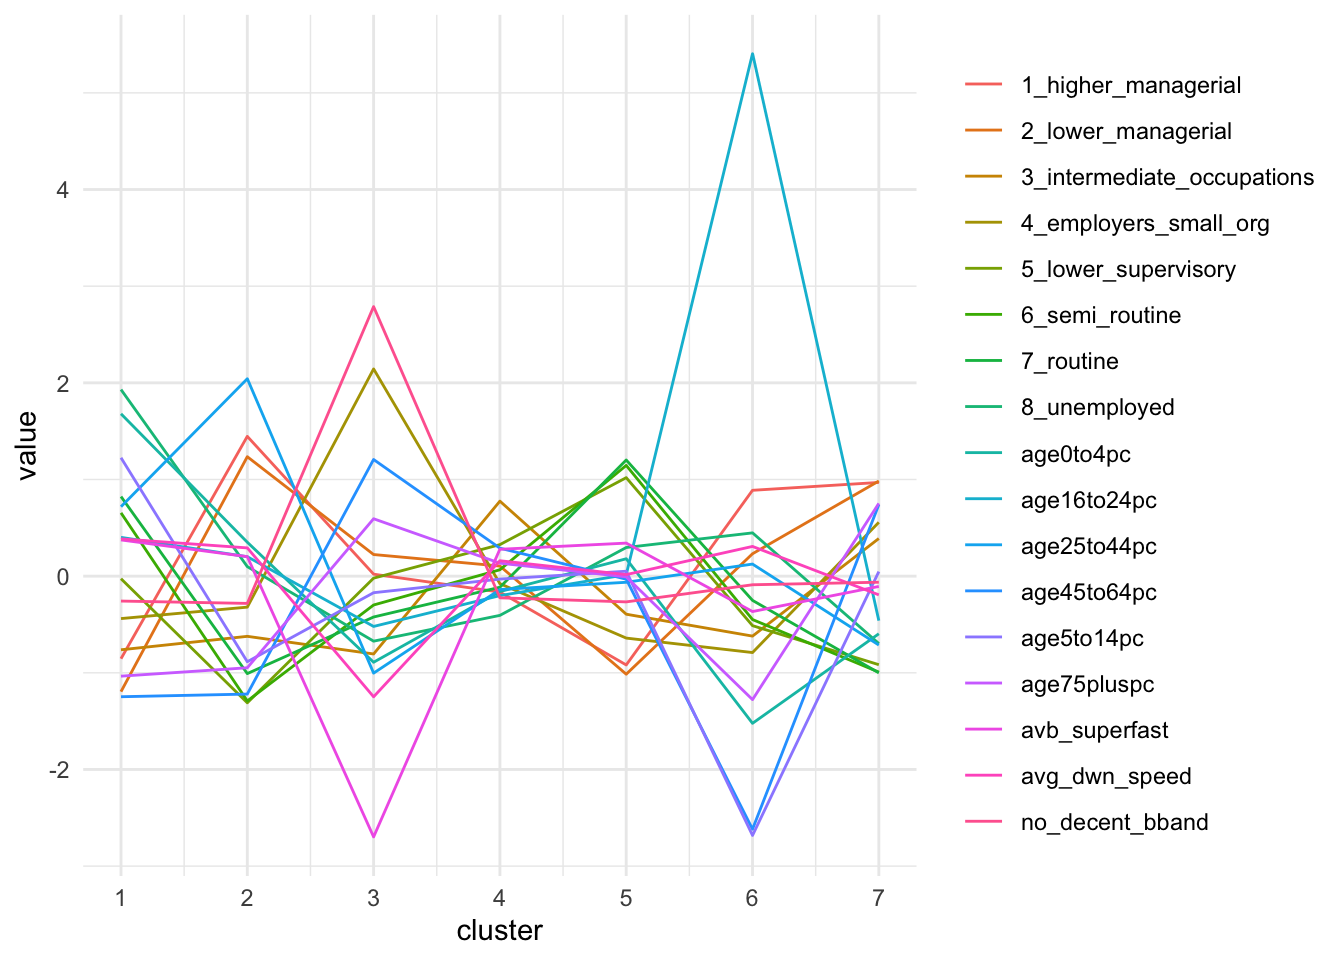 4
2
0
-2
value
1 2 3 4 5 6 7
cluster
1_higher_managerial
2_lower_managerial
3_intermediate_occupations
4_employers_small_org
5_lower_supervisory
6_semi_routine
7_routine
8_unemployed
age0to4pc
age16to24pc
age25to44pc
age45to64pc
age5to14pc
age75pluspc
avb_superfast
avg_dwn_speed
no_decent_bband